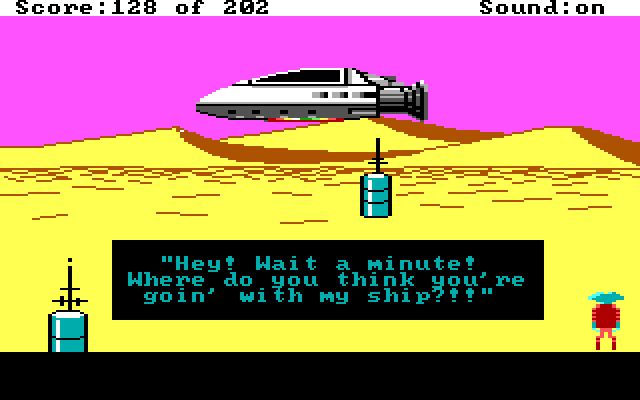 Score:128 of 202 Sound:on
"Hey! Wait a minute!
Where do you think you're
goin' with my ship?!!"